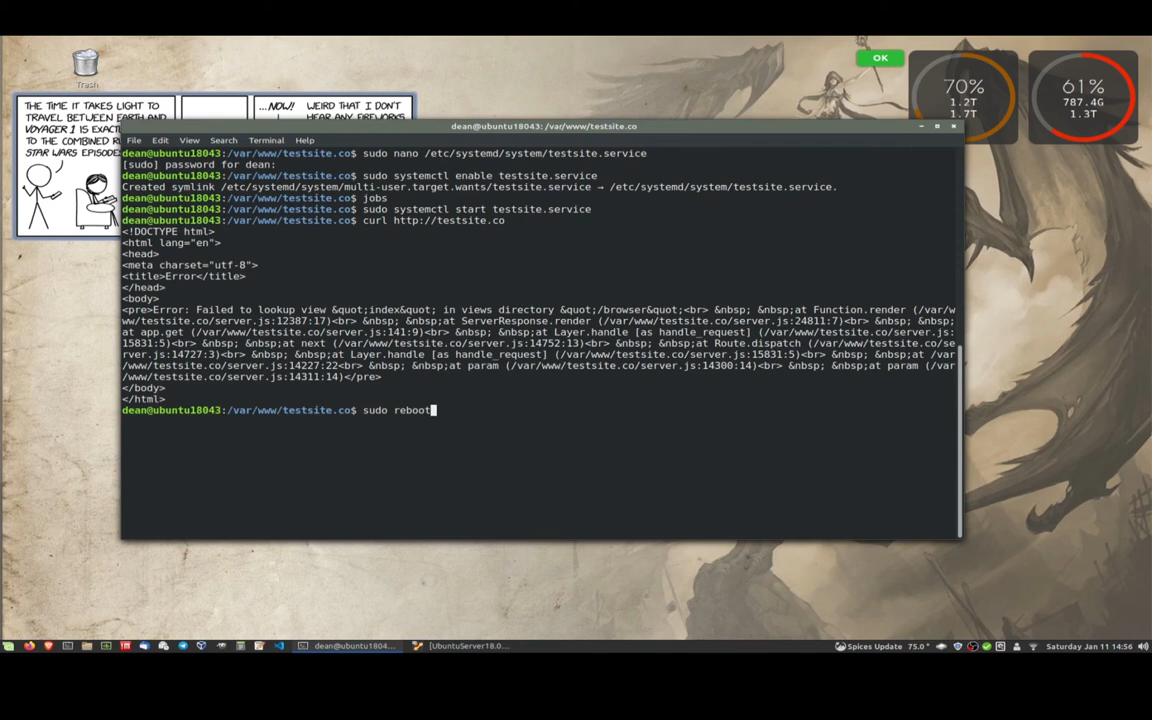 OK
70%
1.2T
1.7T
61%
787.4G
1.3T
Trash
THE TIME IT TAKES LIGHT TO
TRAVEL BETWEEN EARTH AND
VOYAGER 1 IS EXACT
TO THE COMBINED R
STAR WARS EPISODE
...NOW!
WEIRD THAT I DON'T
HEAR ANY FIREWORKS
dean@ubuntu18043: /var/www/testsite.co
File Edit View Search Terminal Help
dean@ubuntu18043:/var/www/testsite.co$ sudo nano /etc/systemd/system/testsite.service
[sudo] password for dean:
dean@ubuntu18043:/var/www/testsite.co$ sudo systemctl enable testsite.service
Created symlink /etc/systemd/system/multi-user.target.wants/testsite.service → /etc/systemd/system/testsite.service.
dean@ubuntu18043:/var/www/testsite.co$ jobs
dean@ubuntu18043:/var/www/testsite.co$ sudo systemctl start testsite.service
dean@ubuntu18043:/var/www/testsite.co$ curl http://testsite.co
<!DOCTYPE html>
<html lang="en">
<head>
<meta charset="utf-8">
<title>Error</title>
</head>
<body>
<pre>Error: Failed to lookup view &quot;index&quot; in views directory &quot;/browser&quot;<br> &nbsp; &nbsp;at Function.render (/var/w
ww/testsite.co/server.js:12387:17)<br> &nbsp; &nbsp;at ServerResponse.render (/var/www/testsite.co/server.js:24811:7)<br> &nbsp; &nbsp;
at app.get (/var/www/testsite.co/server.js:141:9)<br> &nbsp; &nbsp;at Layer.handle [as handle_request] (/var/www/testsite.co/server.js:
15831:5)<br> &nbsp; &nbsp;at next (/var/www/testsite.co/server.js:14752:13)<br> &nbsp; &nbsp;at Route.dispatch (/var/www/testsite.co/se
rver.js:14727:3)<br> &nbsp; &nbsp;at Layer.handle [as handle_request] (/var/www/testsite.co/server.js:15831:5)<br> &nbsp; &nbsp;at /var
/www/testsite.co/server.js:14227:22<br> &nbsp; &nbsp;at param (/var/www/testsite.co/server.js:14300:14)<br> &nbsp; &nbsp;at param (/var
/www/testsite.co/server.js:14311:14)</pre>
</body>
</html>
dean@ubuntu18043:/var/www/testsite.co$ sudo reboot
dean@ubuntu1804...
[UbuntuServer18.0...
Spices Update 75.0° Saturday Jan 11 14:56